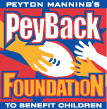 PEYTON MANNING'S
PEYBACK
FOUNDATION
TO BENEFIT CHILDREN